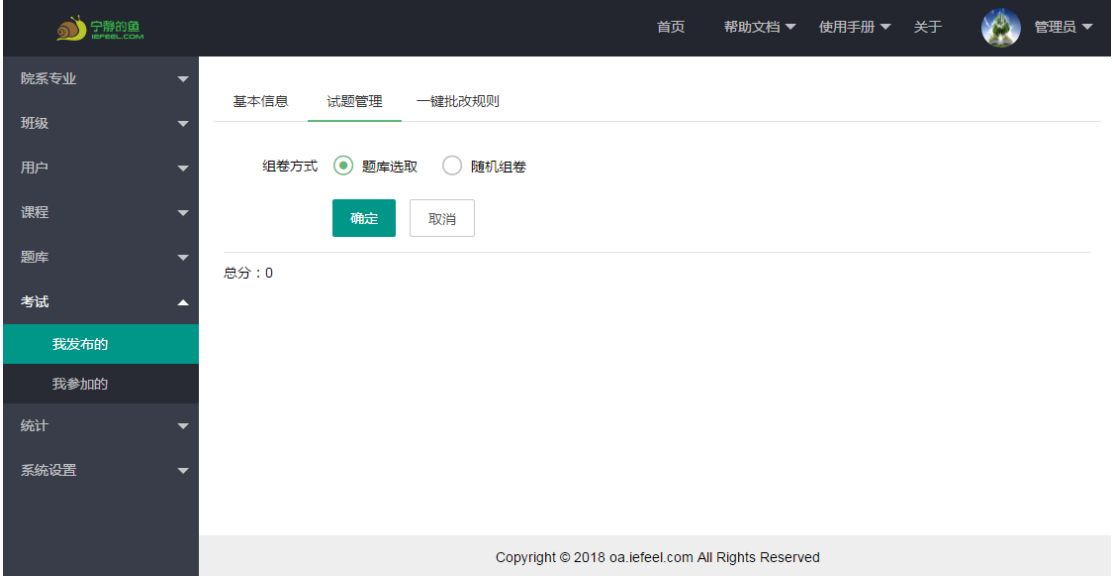 宁静的鱼
IEFEEL.COM
首页 帮助文档 使用手册 关于 管理员
院系专业
班级
用户
课程
题库
考试
我发布的
我参加的
统计
系统设置
基本信息 试题管理 一键批改规则
组卷方式 题库选取 随机组卷
确定 取消
总分：0
Copyright © 2018 oa.iefeel.com All Rights Reserved